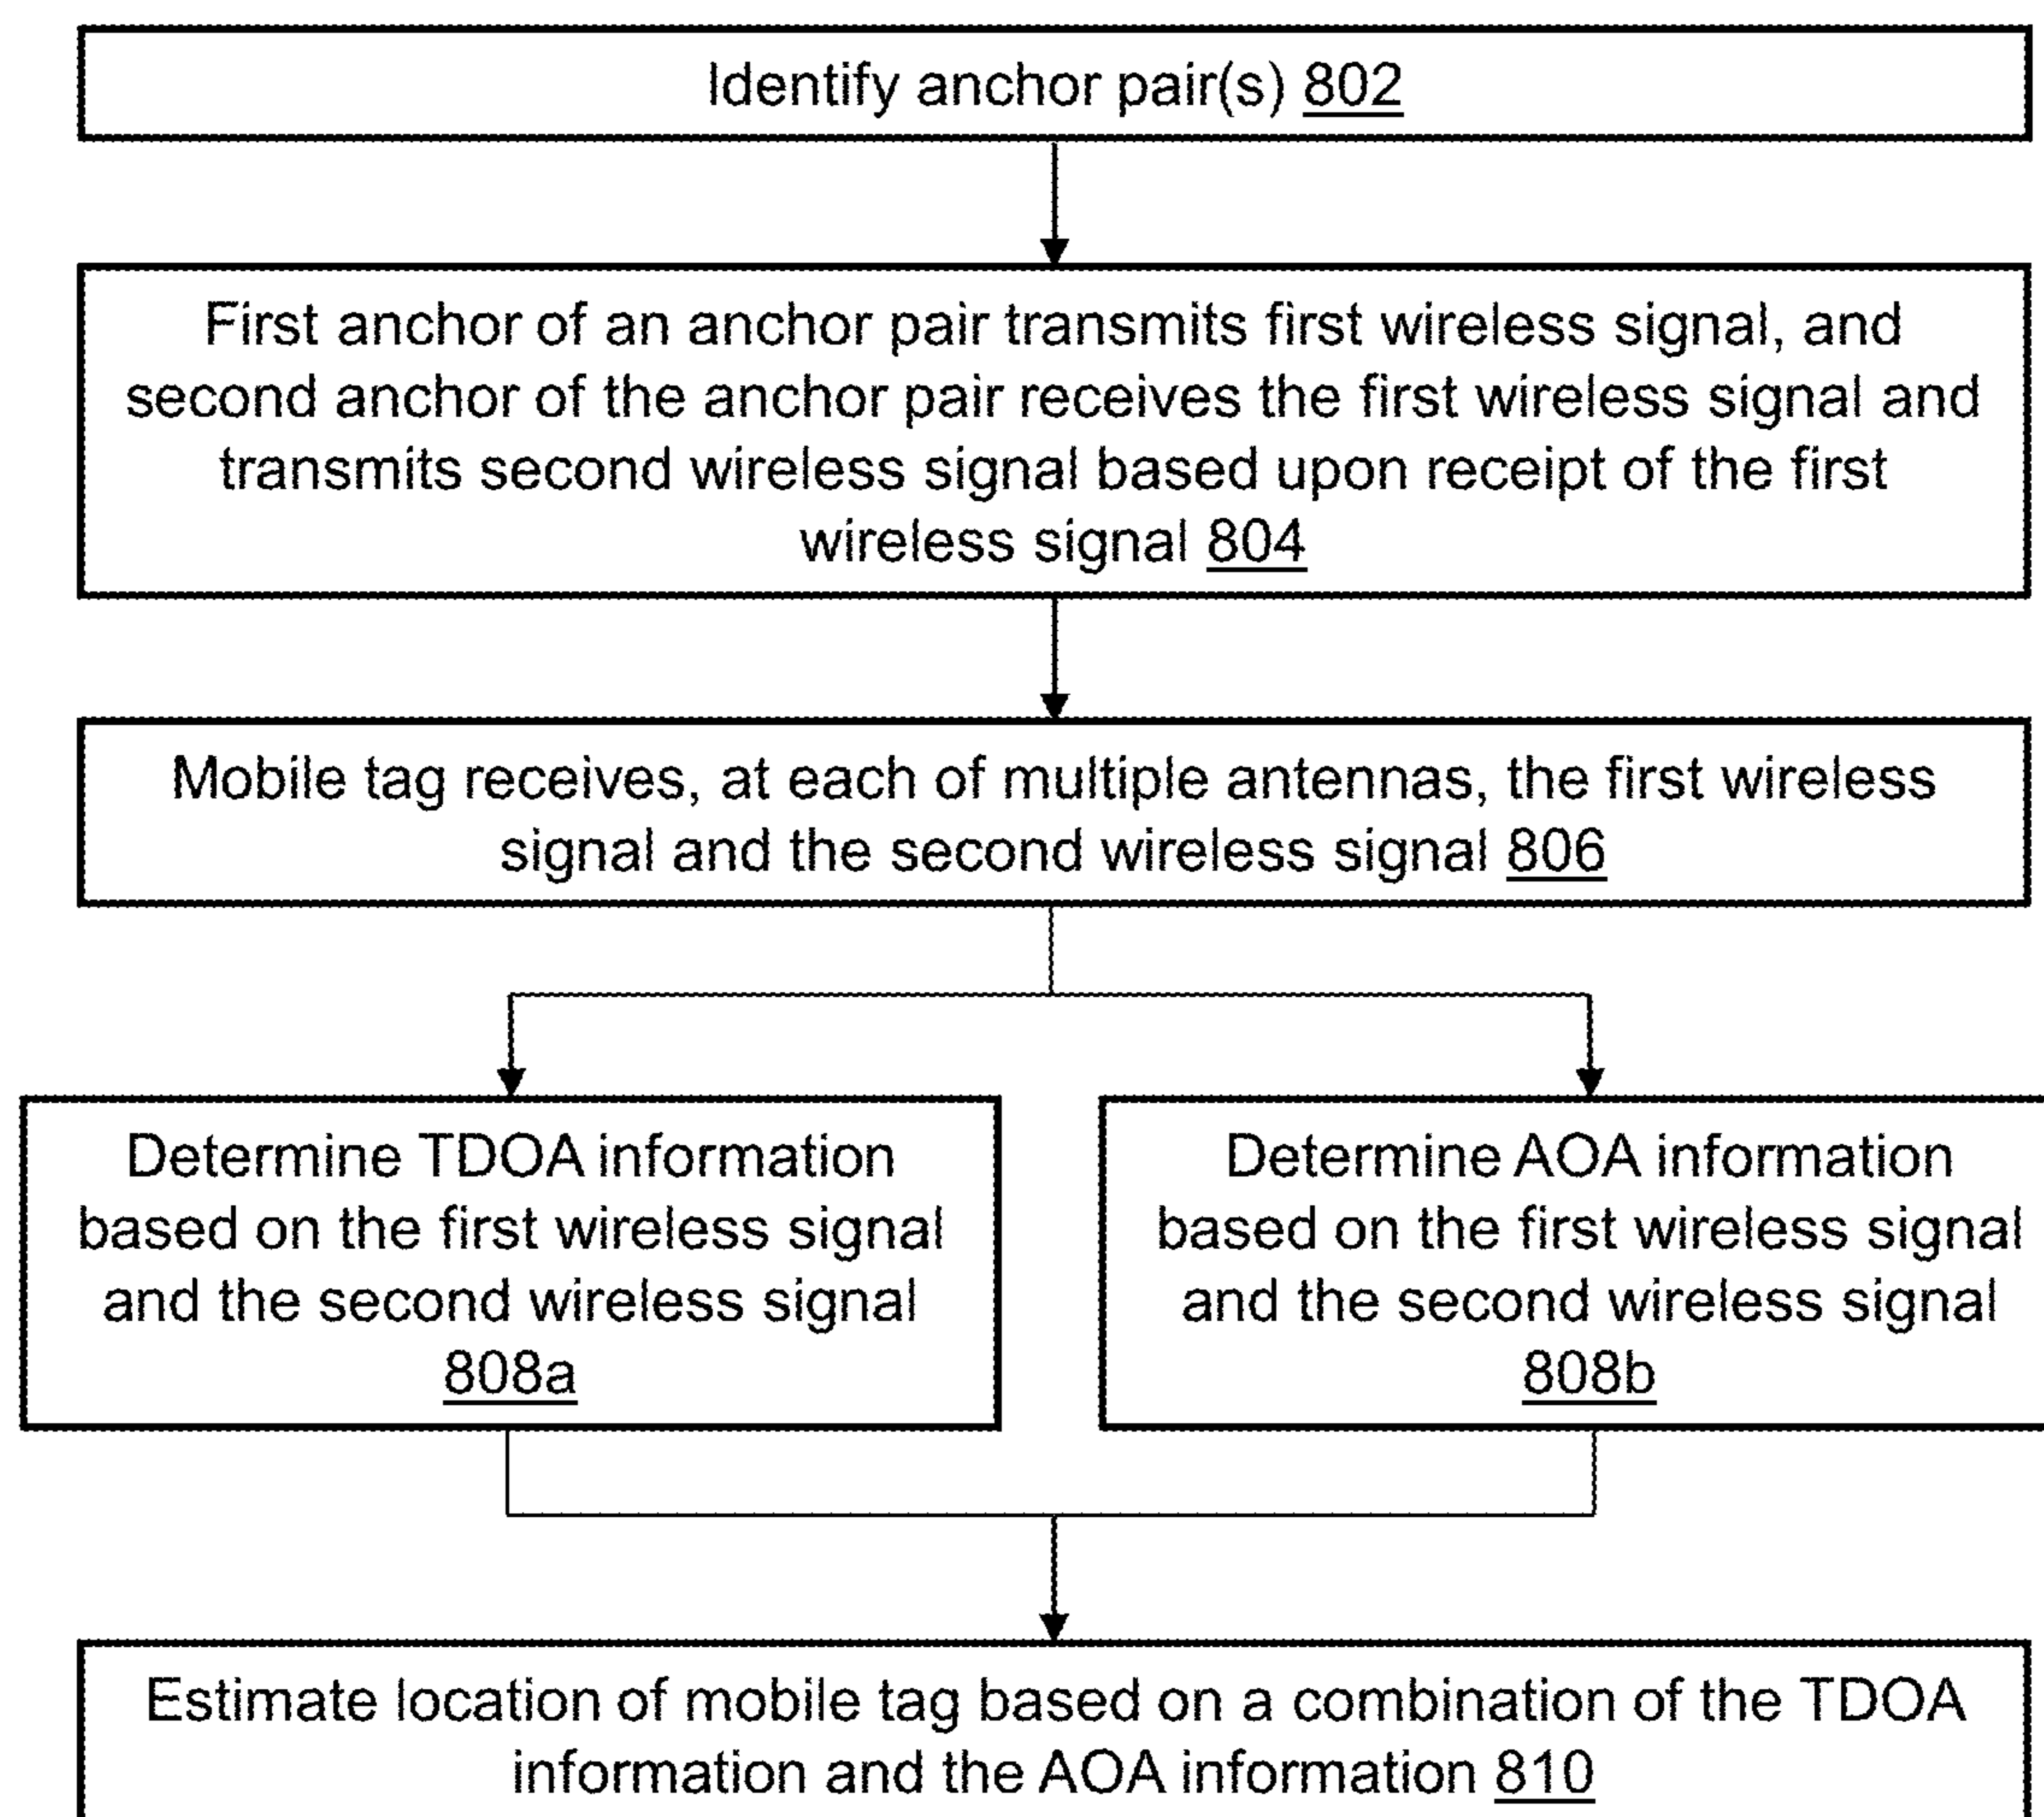 Identify anchor pair(s) 802
First anchor of an anchor pair transmits first wireless signal, and
second anchor of the anchor pair receives the first wireless signal and
transmits second wireless signal based upon receipt of the first
wireless signal 804
Mobile tag receives, at each of multiple antennas, the first wireless
signal and the second wireless signal 806
Determine TDOA information
based on the first wireless signal
and the second wireless signal
808a
Determine AOA information
based on the first wireless signal
and the second wireless signal
808b
Estimate location of mobile tag based on a combination of the TDOA
information and the AOA information 810